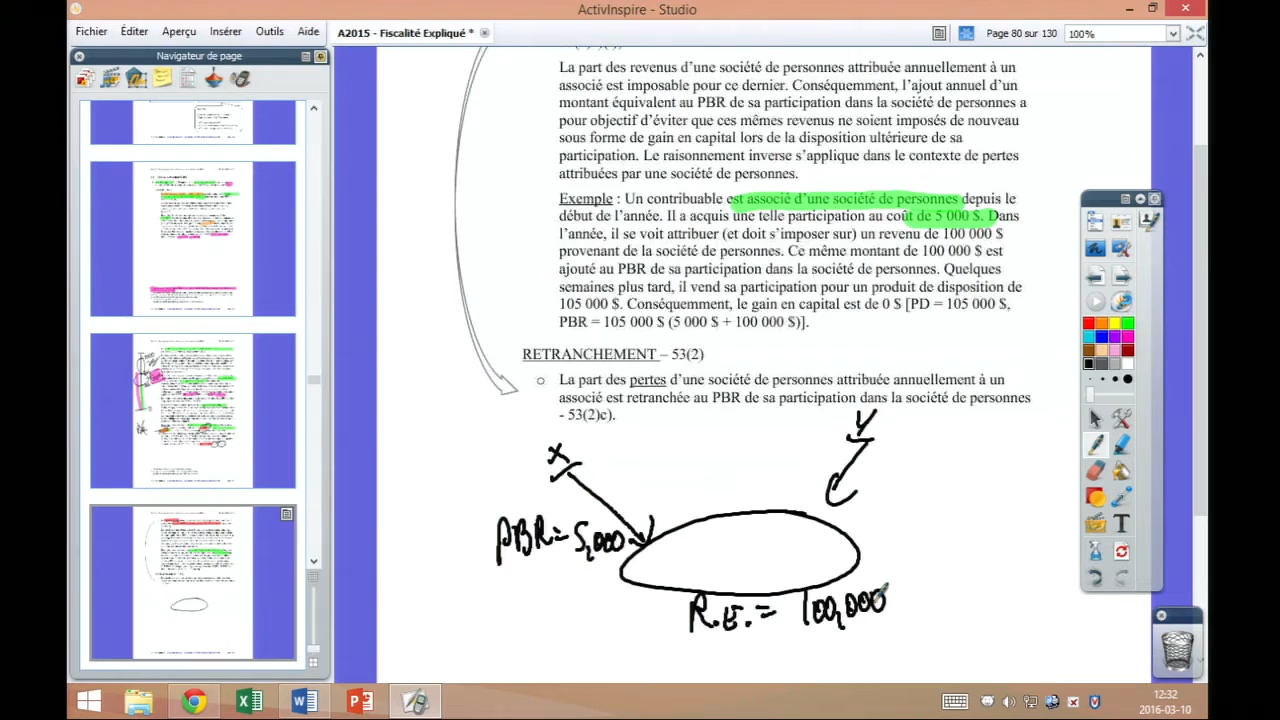 ActivInspire - Studio
Fichier Éditer Aperçu Insérer Outils Aide
A2015 - Fiscalité Expliqué *
Page 80 sur 130
100%
Navigateur de page
La part des revenus d’une société de personnes attribuée annuellement à un
associé est imposable pour ce dernier. Conséquemment, l’ajout annuel d’un
montant équivalent au PBR de sa participation dans la société de personnes a
pour objectif d’éviter que ces mêmes revenus ne soient imposés de nouveau
sous forme de gain en capital lors de la disposition ultérieure de sa
participation. Le raisonnement inverse s’applique dans le contexte de pertes
attribuées par une société de personnes.
Exemple : Un contribuable est associé d’une société de personnes depuis le
début de l’année. Il a acquis une telle participation au coût de 5 000 $. Dans
l’année, il se voit attribuer (et doit s’imposer sur) un revenu de 100 000 $
provenant de la société de personnes. Ce même montant de 100 000 $ est
ajouté au PBR de sa participation dans la société de personnes. Quelques
semaines plus tard, il vend sa participation pour un produit de disposition de
105 000 $. Conséquemment, le gain en capital est de 0 $ [PD = 105 000 $,
PBR = 105 000 $ (5 000 $ + 100 000 $)].
RETRANCHEMENT – 53(2)
o La part des pertes d’une société de personnes attribuée annuellement à un
associé est retranchée au PBR de sa participation dans la société de personnes
- 53(2)c).
X
Y
PBR = 5,000
R.E. = 100,000
12:32
2016-03-10